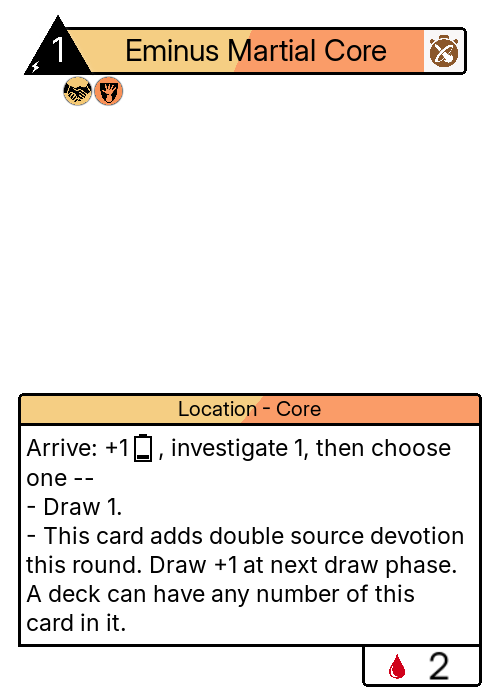 1
Eminus Martial Core
Location - Core
Arrive: +1 , investigate 1, then choose
one --
- Draw 1.
- This card adds double source devotion
this round. Draw +1 at next draw phase.
A deck can have any number of this
card in it.
2